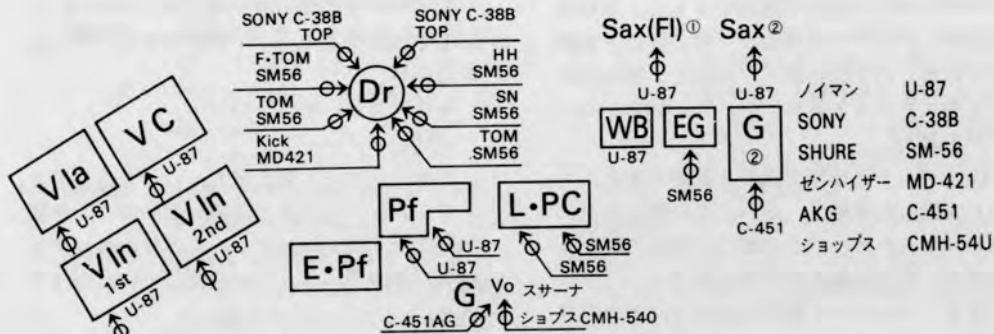 SONY C-38B
TOP
SONY C-38B
TOP
F•TOM
SM56
HH
SM56
TOM
SM56
SN
SM56
Kick
MD421
TOM
SM56
Dr
Sax(Fl)①
Sax②
U-87
U-87
WB
U-87
EG
SM56
G
②
C-451
ノイマン U-87
SONY C-38B
SHURE SM-56
ゼンハイザー MD-421
AKG C-451
ショップス CMH-54U
VC
U-87
Vla
U-87
Vln
2nd
U-87
Vln
1st
U-87
Pf
U-87
U-87
L•PC
SM56
SM56
E•Pf
G
C-451AG
Vo スサーナ
ショプスCMH-540